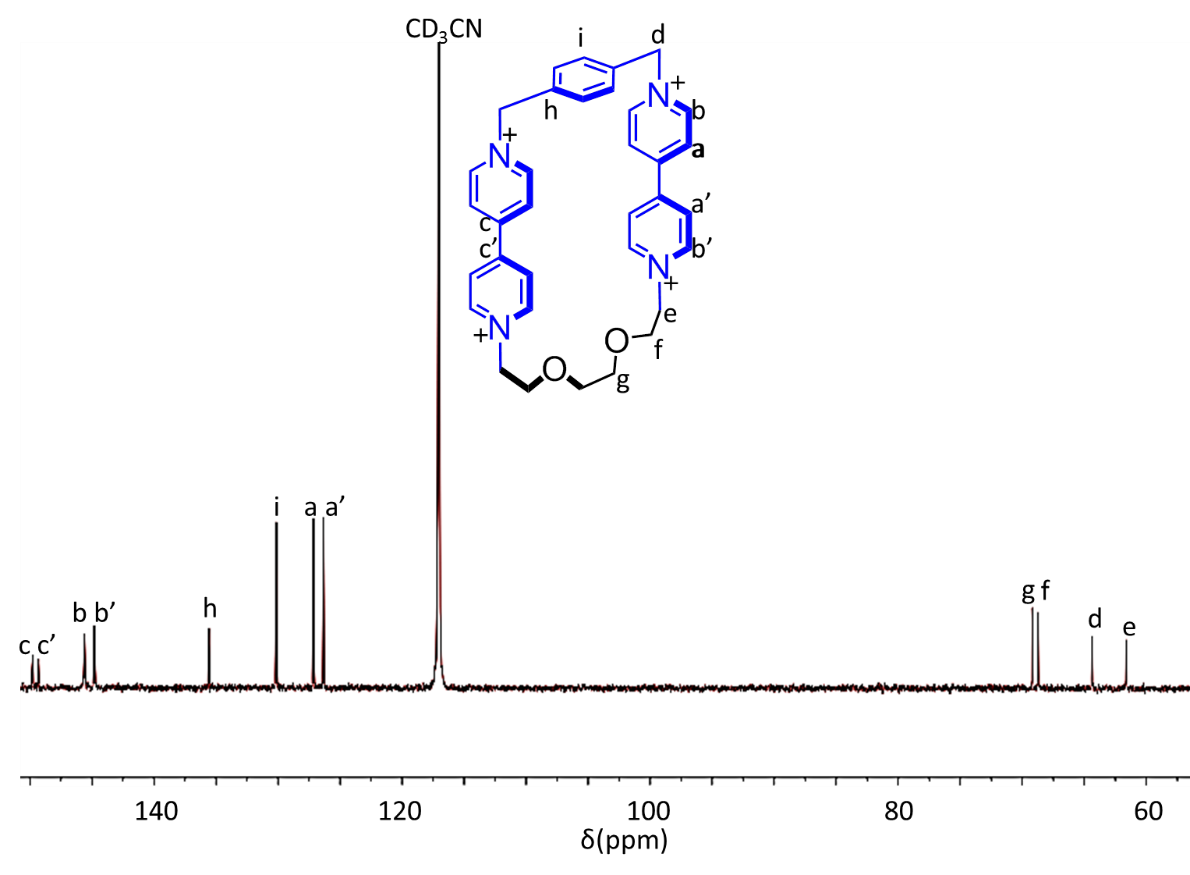 CD₃CN
i
d
N
+
h
b
+
N
a
c
a’
c’
b’
N
+
+
N
e
O
f
O
g
i
a a’
g f
b b’
h
d
e
c c’
140
120
100
80
60
δ(ppm)